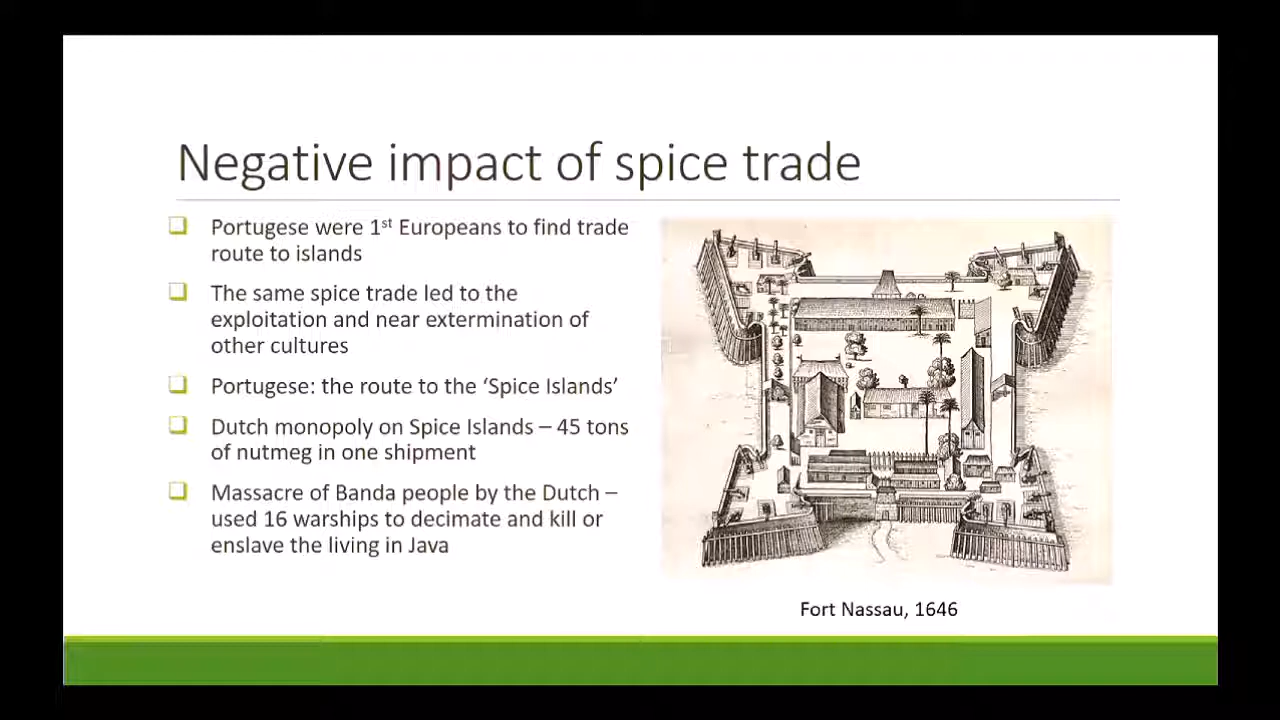 Negative impact of spice trade
Portugese were 1st Europeans to find trade
route to islands
The same spice trade led to the
exploitation and near extermination of
other cultures
Portugese: the route to the ‘Spice Islands’
Dutch monopoly on Spice Islands – 45 tons
of nutmeg in one shipment
Massacre of Banda people by the Dutch –
used 16 warships to decimate and kill or
enslave the living in Java
Fort Nassau, 1646